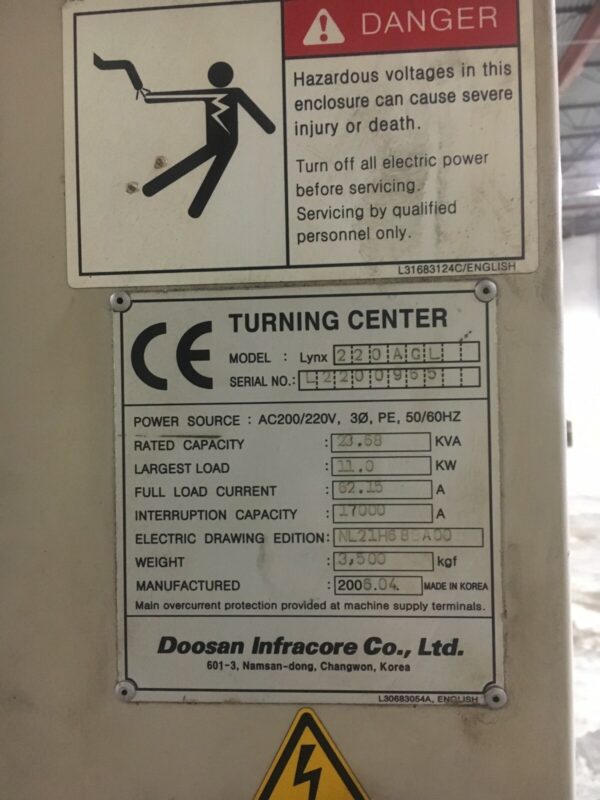 DANGER
Hazardous voltages in this
enclosure can cause severe
injury or death.
Turn off all electric power
before servicing.
Servicing by qualified
personnel only.
L31683124C/ENGLISH
CE
TURNING CENTER
MODEL : Lynx 220AGL
SERIAL NO.: L2200965
POWER SOURCE : AC200/220V, 3Ø, PE, 50/60HZ
RATED CAPACITY : 23.68 KVA
LARGEST LOAD : 11.0 KW
FULL LOAD CURRENT : 62.15 A
INTERRUPTION CAPACITY : 17000 A
ELECTRIC DRAWING EDITION: 
WEIGHT : 3,500 kgf
MANUFACTURED : 2006.04. MADE IN KOREA
Main overcurrent protection provided at machine supply terminals.
Doosan Infracore Co., Ltd.
601-3, Namsan-dong, Changwon, Korea
L30683054A, ENGLISH